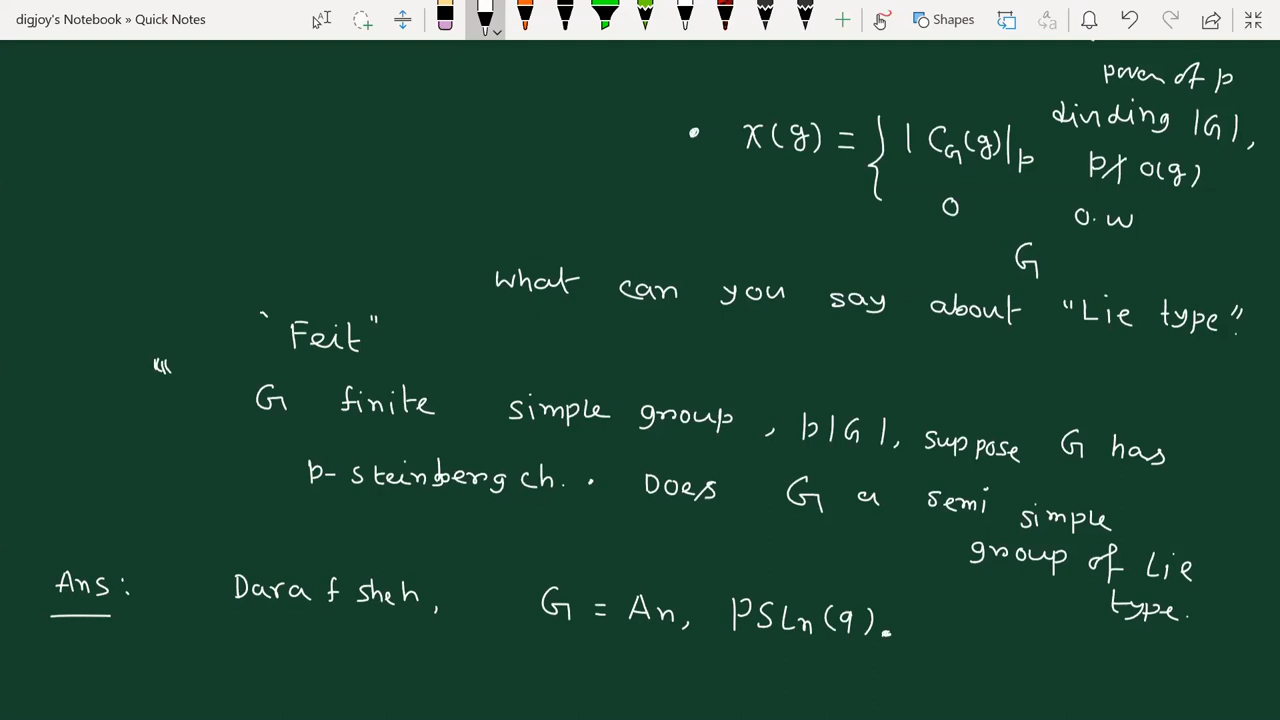 digjoy's Notebook » Quick Notes
Shapes
power of p
dividing |G|,
• χ(g) = { |C_G(g)|_p p∤ o(g)
0 o.w
G
What can you say about "Lie type".
"Feit"
G finite simple group, p||G|, suppose G has
p-steinberg ch. . Does G a semi simple
group of Lie
type.
Ans: Darafsheh, G = An, PSLn(q).